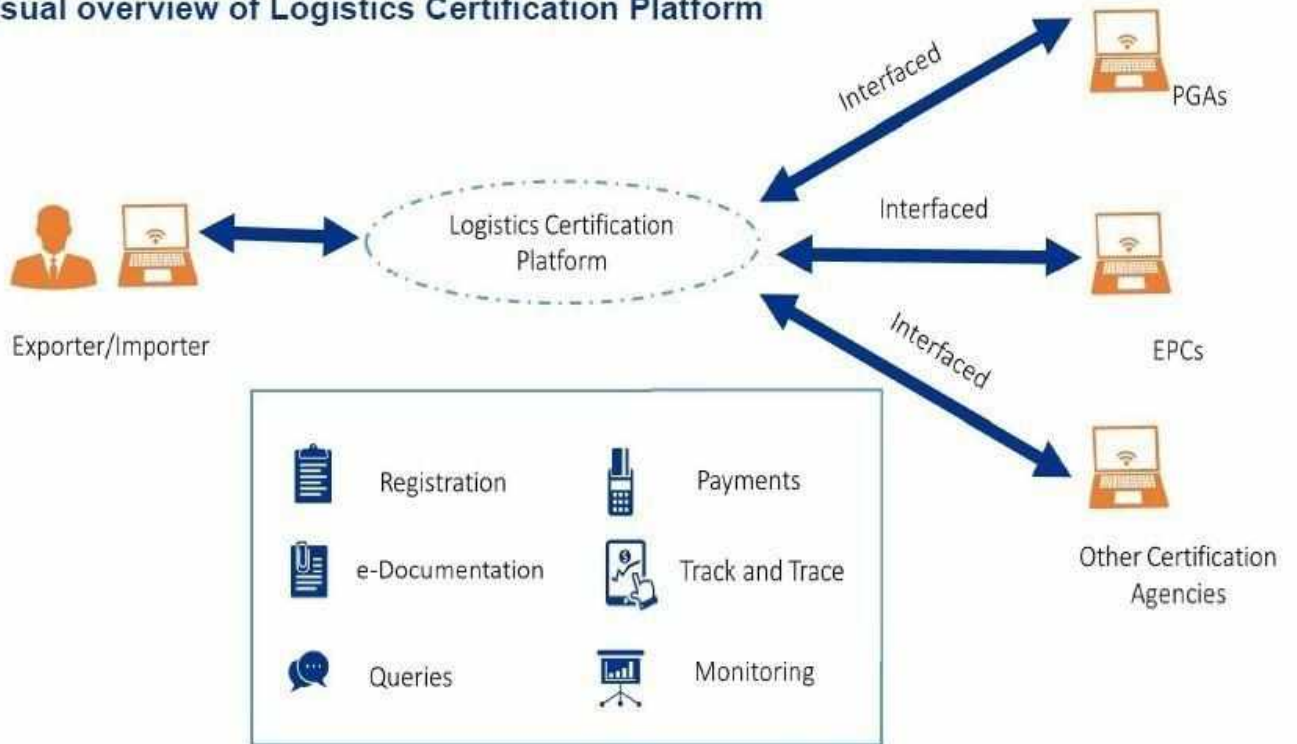 sual overview of Logistics Certification Platform
Interfaced
PGAs
Interfaced
Logistics Certification
Platform
Exporter/Importer
Interfaced
EPCs
Registration
Payments
e-Documentation
Track and Trace
Queries
Monitoring
Other Certification
Agencies